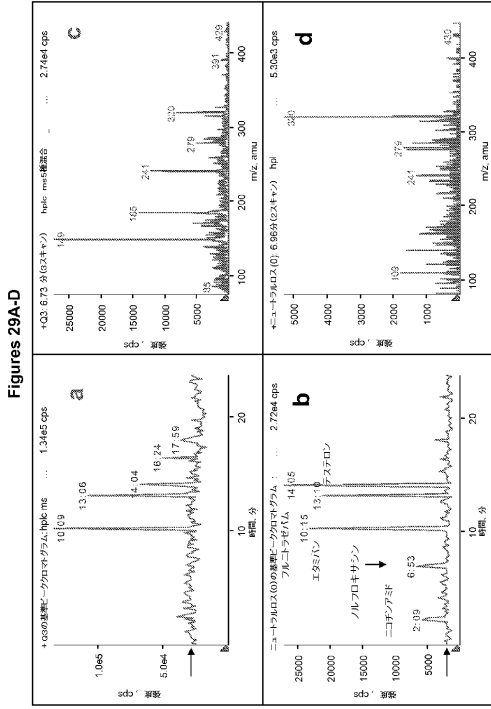 Figures 29A-D
+ Q3の基準ピーククロマトグラム; hplc ms ... 1.34e5 cps
a
10:09
13:06
14:04
16:24
17:59
1.0e5
5.0e4
強度, cps
10
20
時間, 分
ニュートラルロス(0)の基準ピーククロマトグラム : ... 2.72e4 cps
b
10:15
フルニトラゼパム
14:05
テステロン
13:10
エタミバン
ノルフロキサシン
ニコチンアミド
6:53
2:09
25000
20000
15000
10000
5000
強度, cps
10
20
時間, 分
+Q3: 6.73 分(3スキャン) hplc ms5種混合 ... 2.74e4 cps
c
149
185
241
279
320
391
429
25000
20000
15000
10000
5000
強度, cps
100
200
300
400
m/z, amu
+ニュートラルロス (0): 6.96分(2スキャン) hpl ... 5.30e3 cps
d
109
241
279
320
430
5000
4000
3000
2000
1000
強度, cps
100
200
300
400
m/z, amu